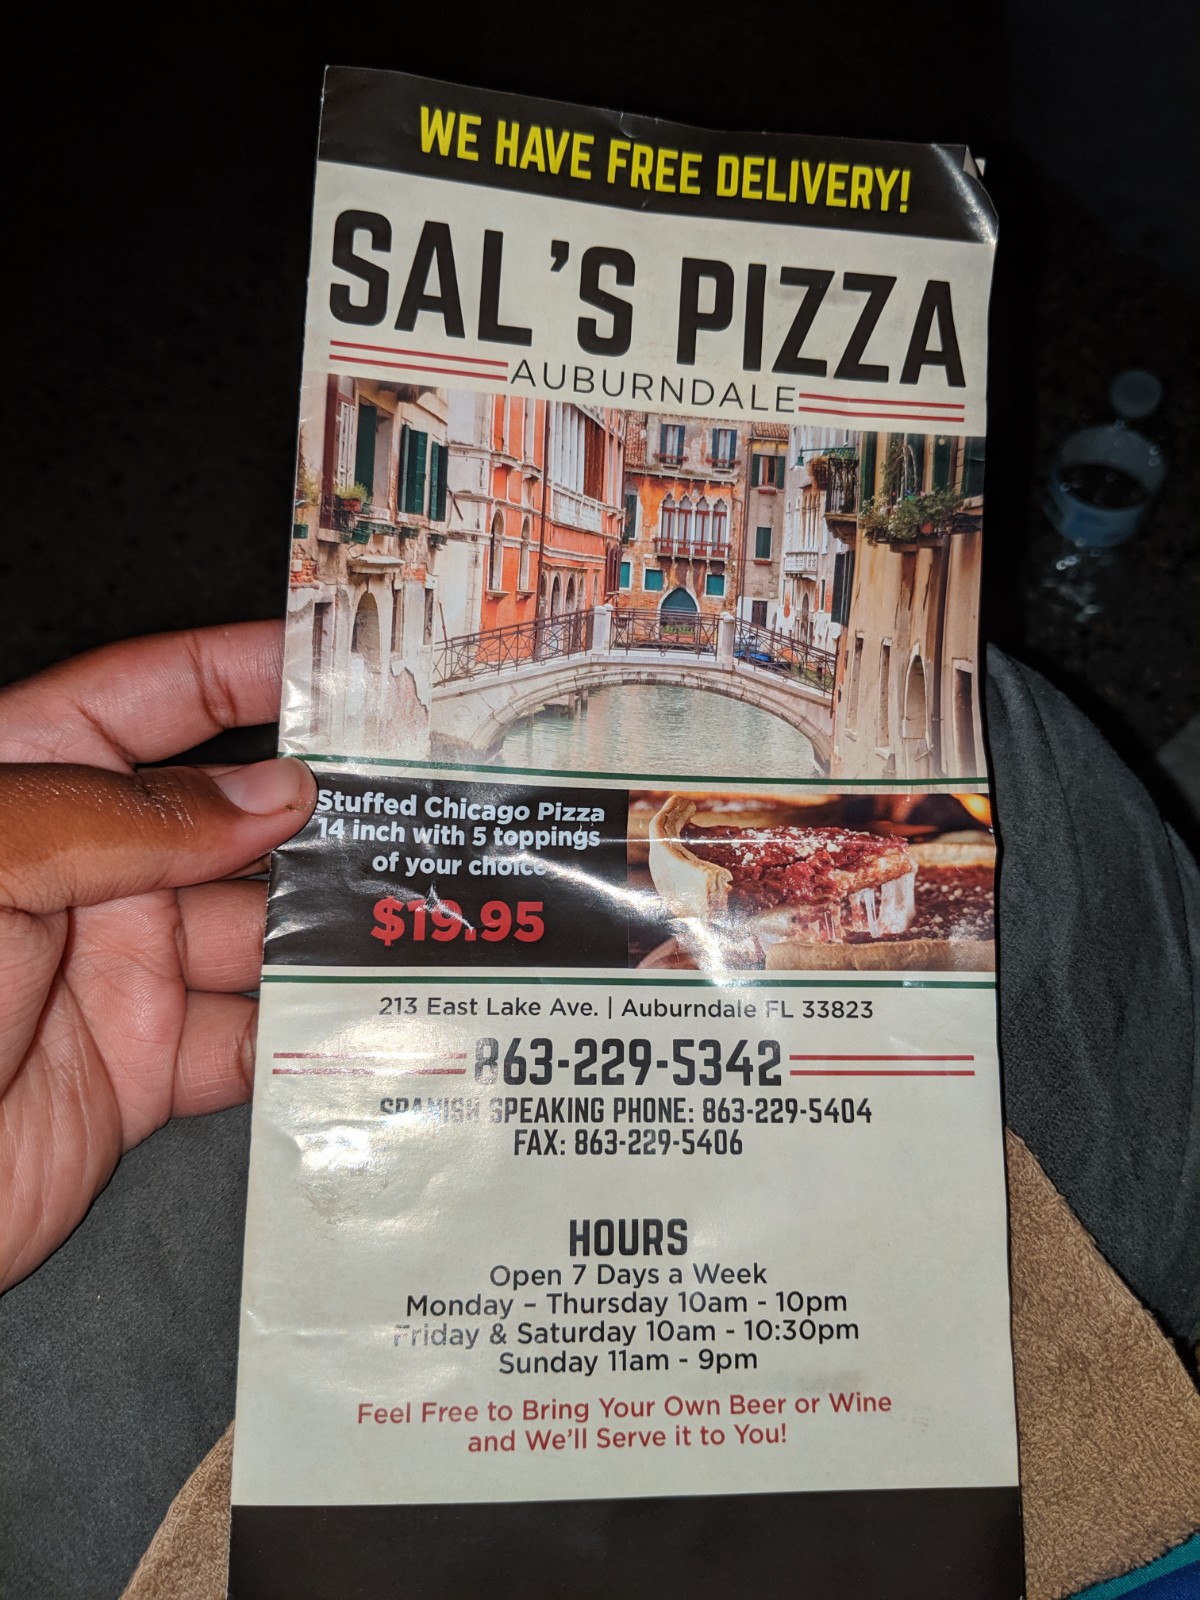 WE HAVE FREE DELIVERY!
SAL'S PIZZA
AUBURNDALE
Stuffed Chicago Pizza
14 inch with 5 toppings
of your choice
$19.95
213 East Lake Ave. | Auburndale FL 33823
863-229-5342
SPANISH SPEAKING PHONE: 863-229-5404
FAX: 863-229-5406
HOURS
Open 7 Days a Week
Monday – Thursday 10am - 10pm
Friday & Saturday 10am - 10:30pm
Sunday 11am - 9pm
Feel Free to Bring Your Own Beer or Wine
and We'll Serve it to You!